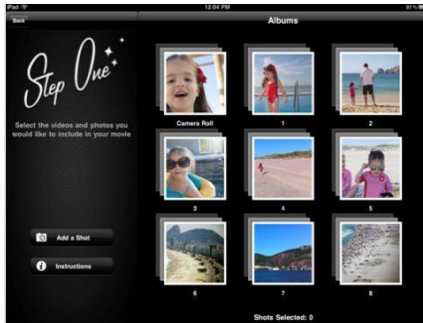 iPod
12:04 PM
91%
Back
Albums
Step One
Select the videos and photos you
would like to include in your movie
Camera Roll
1
2
3
4
5
Add a Shot
Instructions
6
7
8
Shots Selected: 0